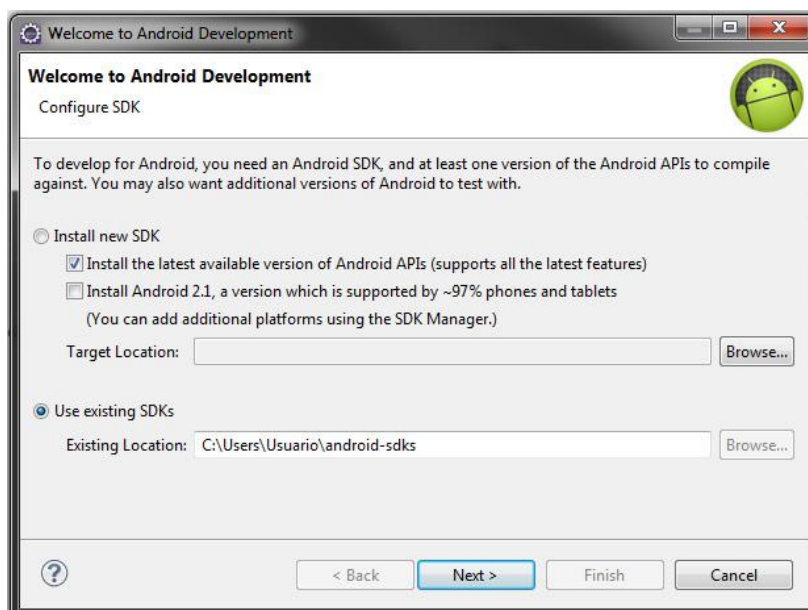 Welcome to Android Development
Welcome to Android Development
Configure SDK
To develop for Android, you need an Android SDK, and at least one version of the Android APIs to compile
against. You may also want additional versions of Android to test with.
Install new SDK
Install the latest available version of Android APIs (supports all the latest features)
Install Android 2.1, a version which is supported by ~97% phones and tablets
(You can add additional platforms using the SDK Manager.)
Target Location:
Browse...
Use existing SDKs
Existing Location: C:\Users\Usuario\android-sdks Browse...
? < Back Next > Finish Cancel